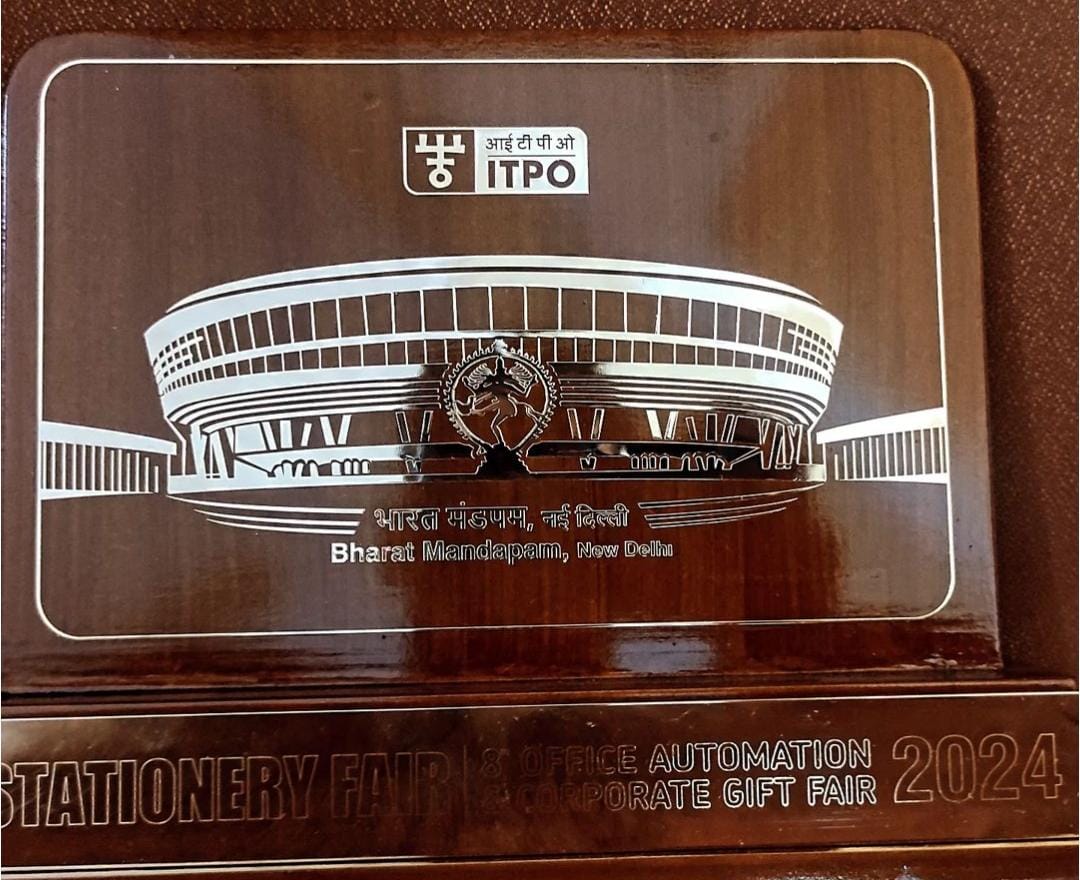 आई टी पी ओ
ITPO
भारत मंडपम, नई दिल्ली
Bharat Mandapam, New Delhi
STATIONERY FAIR
OFFICE AUTOMATION
& CORPORATE GIFT FAIR
2024